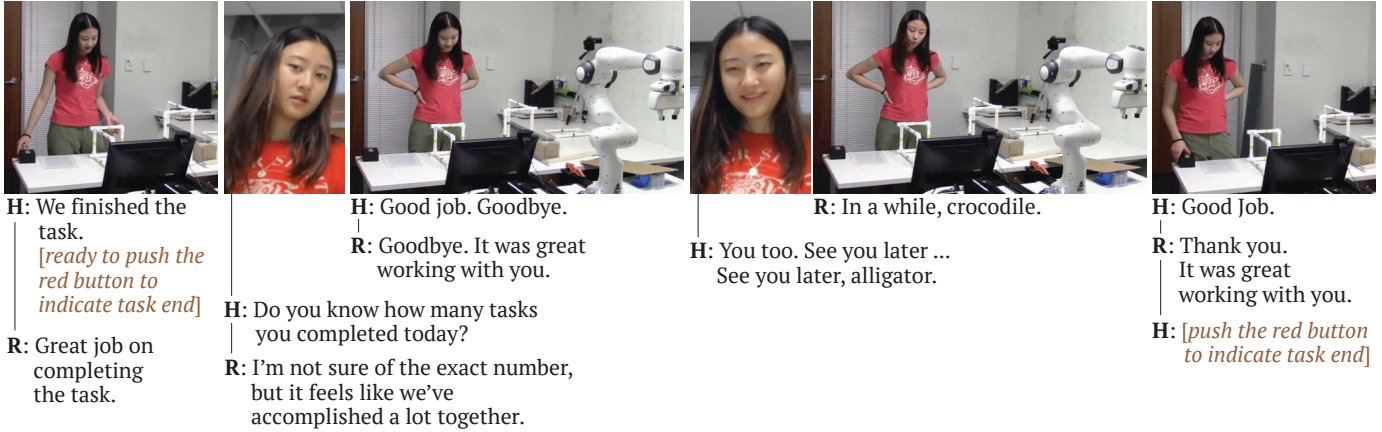 H: We finished the
task.
[ready to push the
red button to
indicate task end]
R: Great job on
completing
the task.
H: Do you know how many tasks
you completed today?
R: I'm not sure of the exact number,
but it feels like we've
accomplished a lot together.
H: Good job. Goodbye.
R: Goodbye. It was great
working with you.
H: You too. See you later ...
See you later, alligator.
R: In a while, crocodile.
H: Good Job.
R: Thank you.
It was great
working with you.
H: [push the red button
to indicate task end]